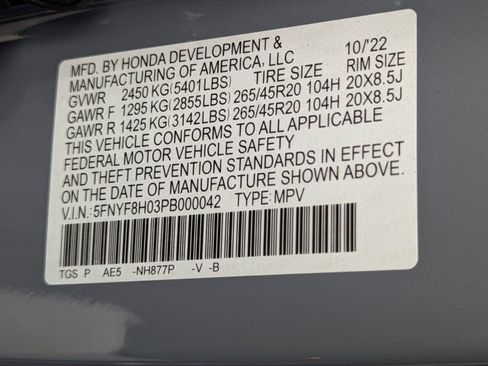 MFD. BY HONDA DEVELOPMENT & 10/'22
MANUFACTURING OF AMERICA, LLC
GVWR 2450 KG(5401LBS) TIRE SIZE RIM SIZE
GAWR F 1295 KG(2855LBS) 265/45R20 104H 20X8.5J
GAWR R 1425 KG(3142LBS) 265/45R20 104H 20X8.5J
THIS VEHICLE CONFORMS TO ALL APPLICABLE
FEDERAL MOTOR VEHICLE SAFETY
AND THEFT PREVENTION STANDARDS IN EFFECT
ON THE DATE OF MANUFACTURE SHOWN ABOVE.
V.I.N.:5FNYF8H03PB000042 TYPE:MPV
TGS P AE5 -NH877P -V -B